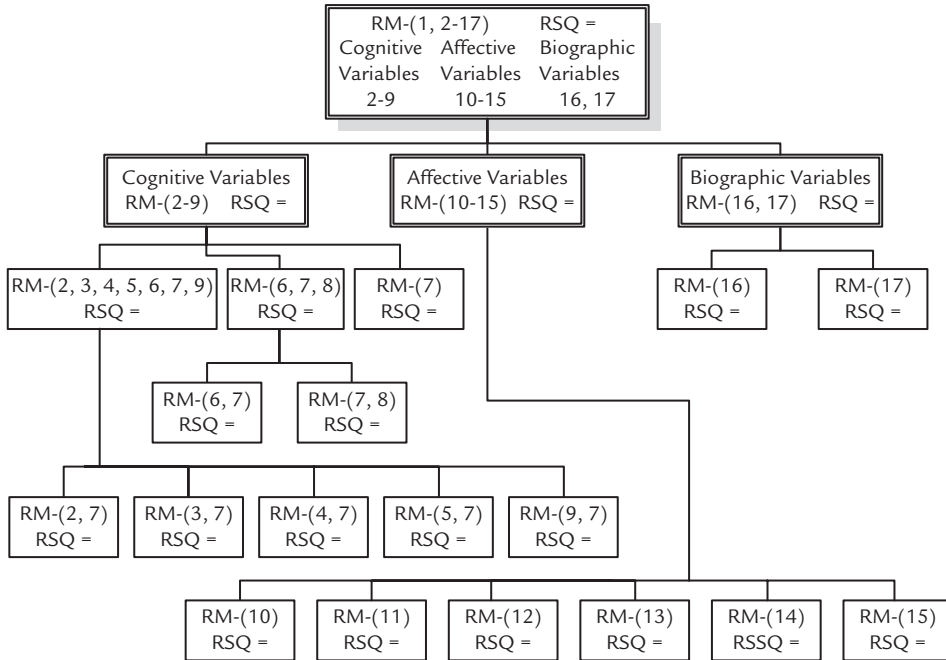 RM-(1, 2-17) RSQ =
Cognitive Affective Biographic
Variables Variables Variables
2-9 10-15 16, 17
Cognitive Variables
RM-(2-9) RSQ =
Affective Variables
RM-(10-15) RSQ =
Biographic Variables
RM-(16, 17) RSQ =
RM-(2, 3, 4, 5, 6, 7, 9)
RSQ =
RM-(6, 7, 8)
RSQ =
RM-(7)
RSQ =
RM-(16)
RSQ =
RM-(17)
RSQ =
RM-(6, 7)
RSQ =
RM-(7, 8)
RSQ =
RM-(2, 7)
RSQ =
RM-(3, 7)
RSQ =
RM-(4, 7)
RSQ =
RM-(5, 7)
RSQ =
RM-(9, 7)
RSQ =
RM-(10)
RSQ =
RM-(11)
RSQ =
RM-(12)
RSQ =
RM-(13)
RSQ =
RM-(14)
RSSQ =
RM-(15)
RSQ =